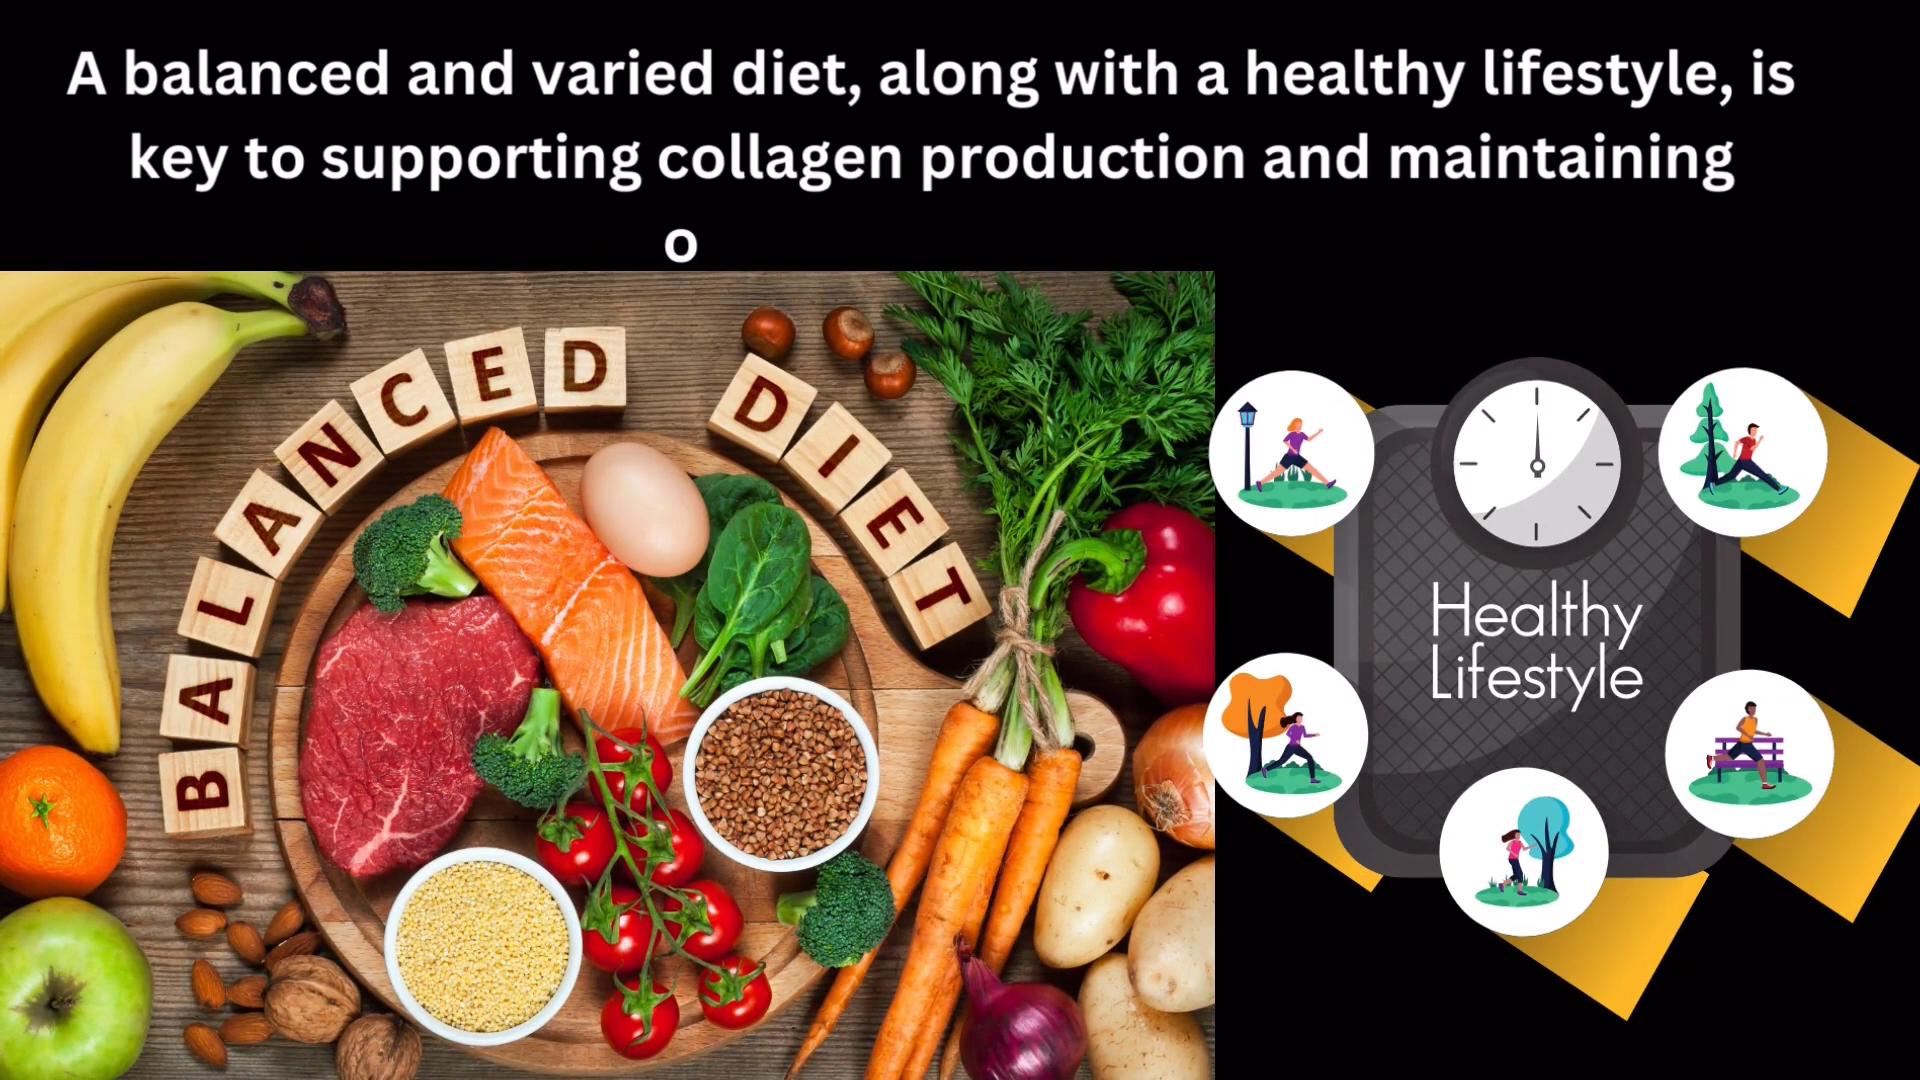 A balanced and varied diet, along with a healthy lifestyle, is
key to supporting collagen production and maintaining
o
BALANCED DIET
Healthy
Lifestyle